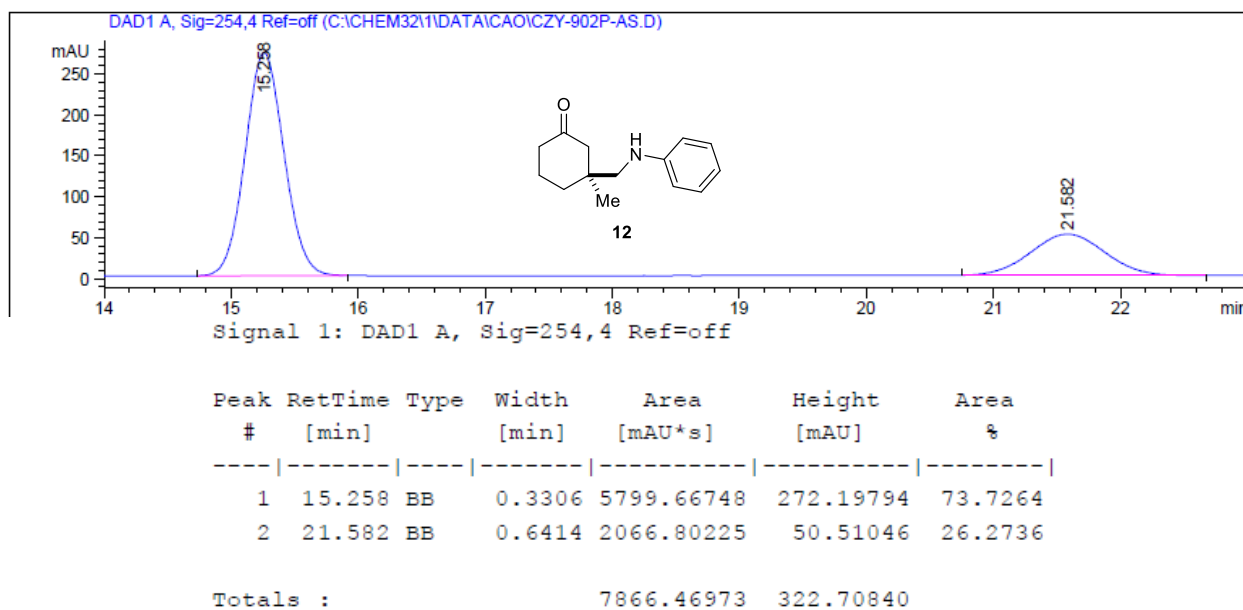 DAD1 A, Sig=254,4 Ref=off (C:\CHEM32\1\DATA\CAO\CZY-902P-AS.D)
mAU
250
200
150
100
50
0
15.258
21.582
O
H
N
Me
12
14 15 16 17 18 19 20 21 22 min
Signal 1: DAD1 A, Sig=254,4 Ref=off
Peak RetTime Type Width Area Height Area
# [min] [min] [mAU*s] [mAU] %
----|-------|----|-------|----------|----------|--------|
1 15.258 BB 0.3306 5799.66748 272.19794 73.7264
2 21.582 BB 0.6414 2066.80225 50.51046 26.2736
Totals : 7866.46973 322.70840